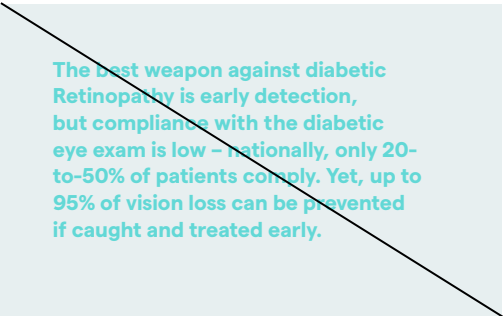 The best weapon against diabetic
Retinopathy is early detection,
but compliance with the diabetic
eye exam is low – nationally, only 20-
to-50% of patients comply. Yet, up to
95% of vision loss can be prevented
if caught and treated early.